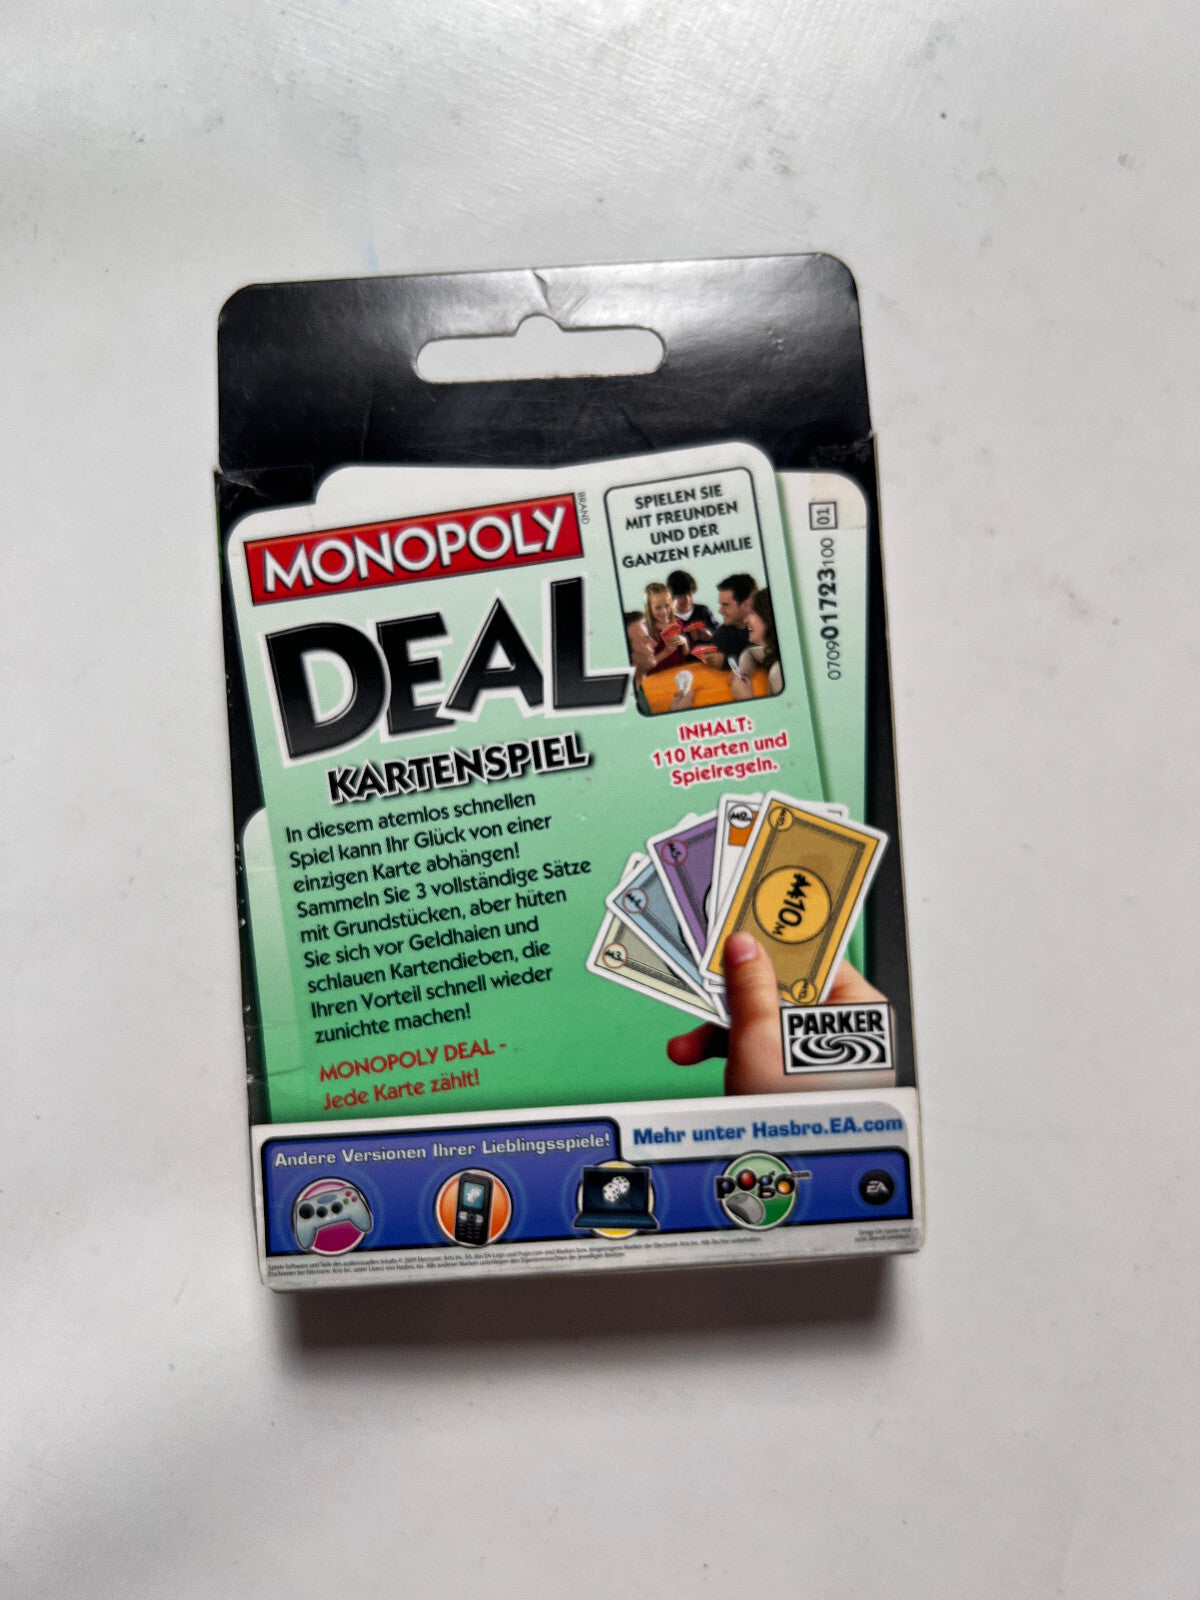 MONOPOLY
BRAND
DEAL
KARTENSPIEL
In diesem atemlos schnellen
Spiel kann Ihr Glück von einer
einzigen Karte abhängen!
Sammeln Sie 3 vollständige Sätze
mit Grundstücken, aber hüten
Sie sich vor Geldhaien und
schlauen Kartendieben, die
Ihren Vorteil schnell wieder
zunichte machen!
MONOPOLY DEAL -
Jede Karte zählt!
SPIELEN SIE
MIT FREUNDEN
UND DER
GANZEN FAMILIE
INHALT:
110 Karten und
Spielregeln.
070901723100 01
10M
PARKER
Andere Versionen Ihrer Lieblingsspiele!
Mehr unter Hasbro.EA.com
pogo.com
EA